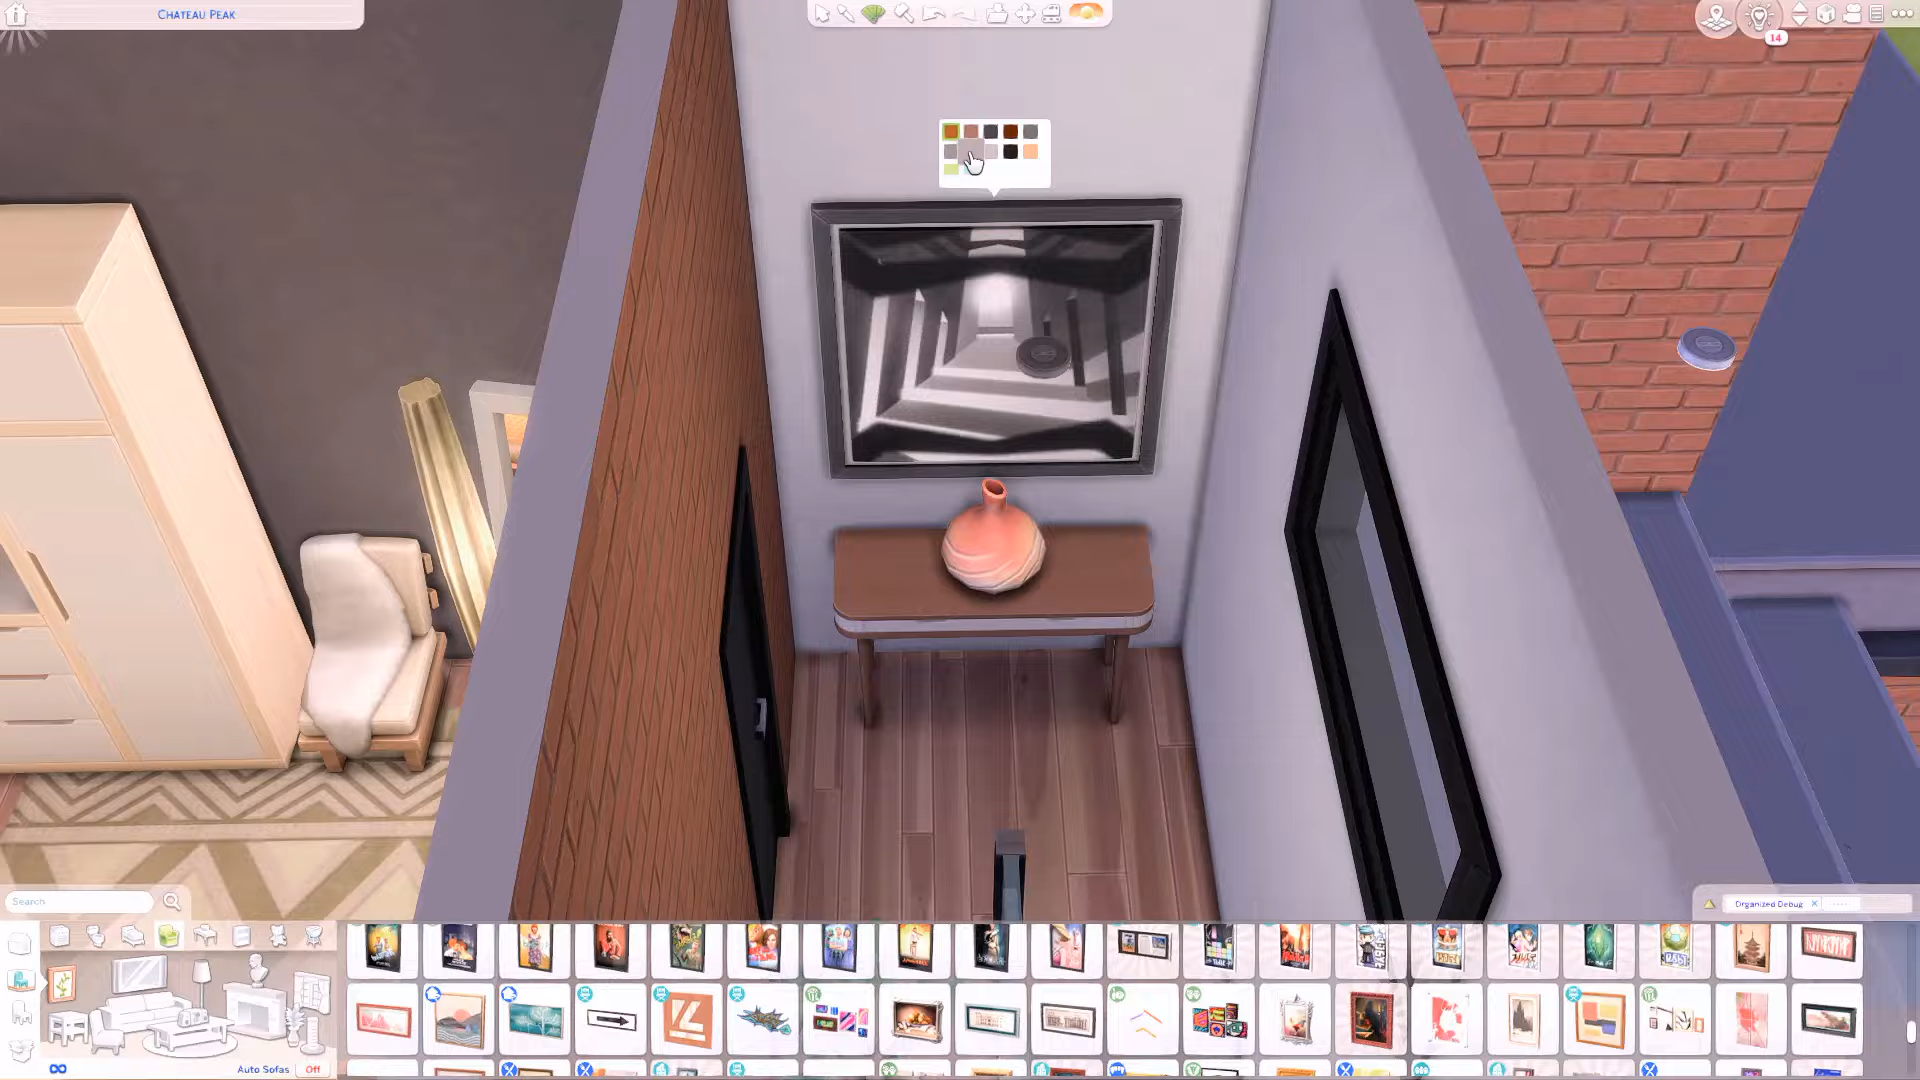 CHATEAU PEAK
14
Search
Organized Debug
Auto Sofas
Off